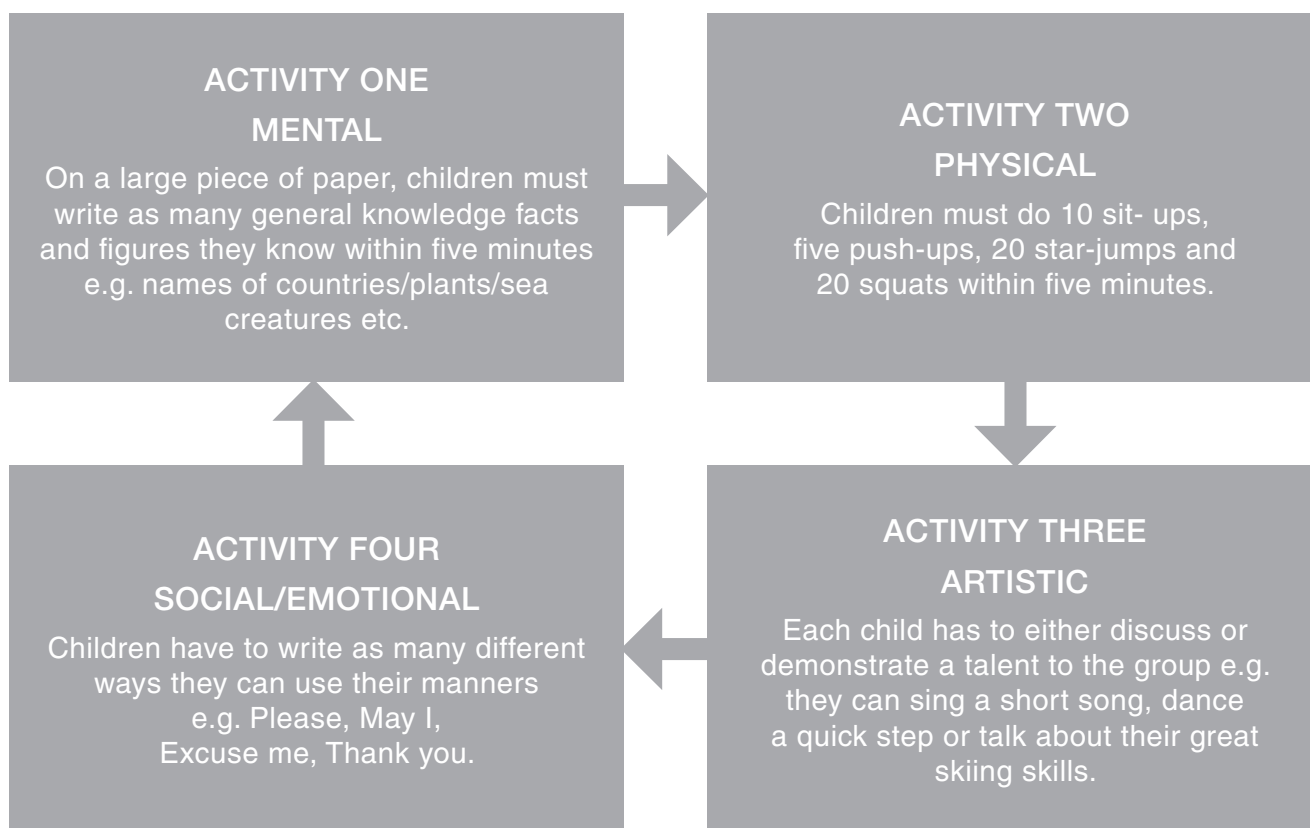 ACTIVITY ONE
MENTAL
On a large piece of paper, children must
write as many general knowledge facts
and figures they know within five minutes
e.g. names of countries/plants/sea
creatures etc.
ACTIVITY TWO
PHYSICAL
Children must do 10 sit- ups,
five push-ups, 20 star-jumps and
20 squats within five minutes.
ACTIVITY THREE
ARTISTIC
Each child has to either discuss or
demonstrate a talent to the group e.g.
they can sing a short song, dance
a quick step or talk about their great
skiing skills.
ACTIVITY FOUR
SOCIAL/EMOTIONAL
Children have to write as many different
ways they can use their manners
e.g. Please, May I,
Excuse me, Thank you.